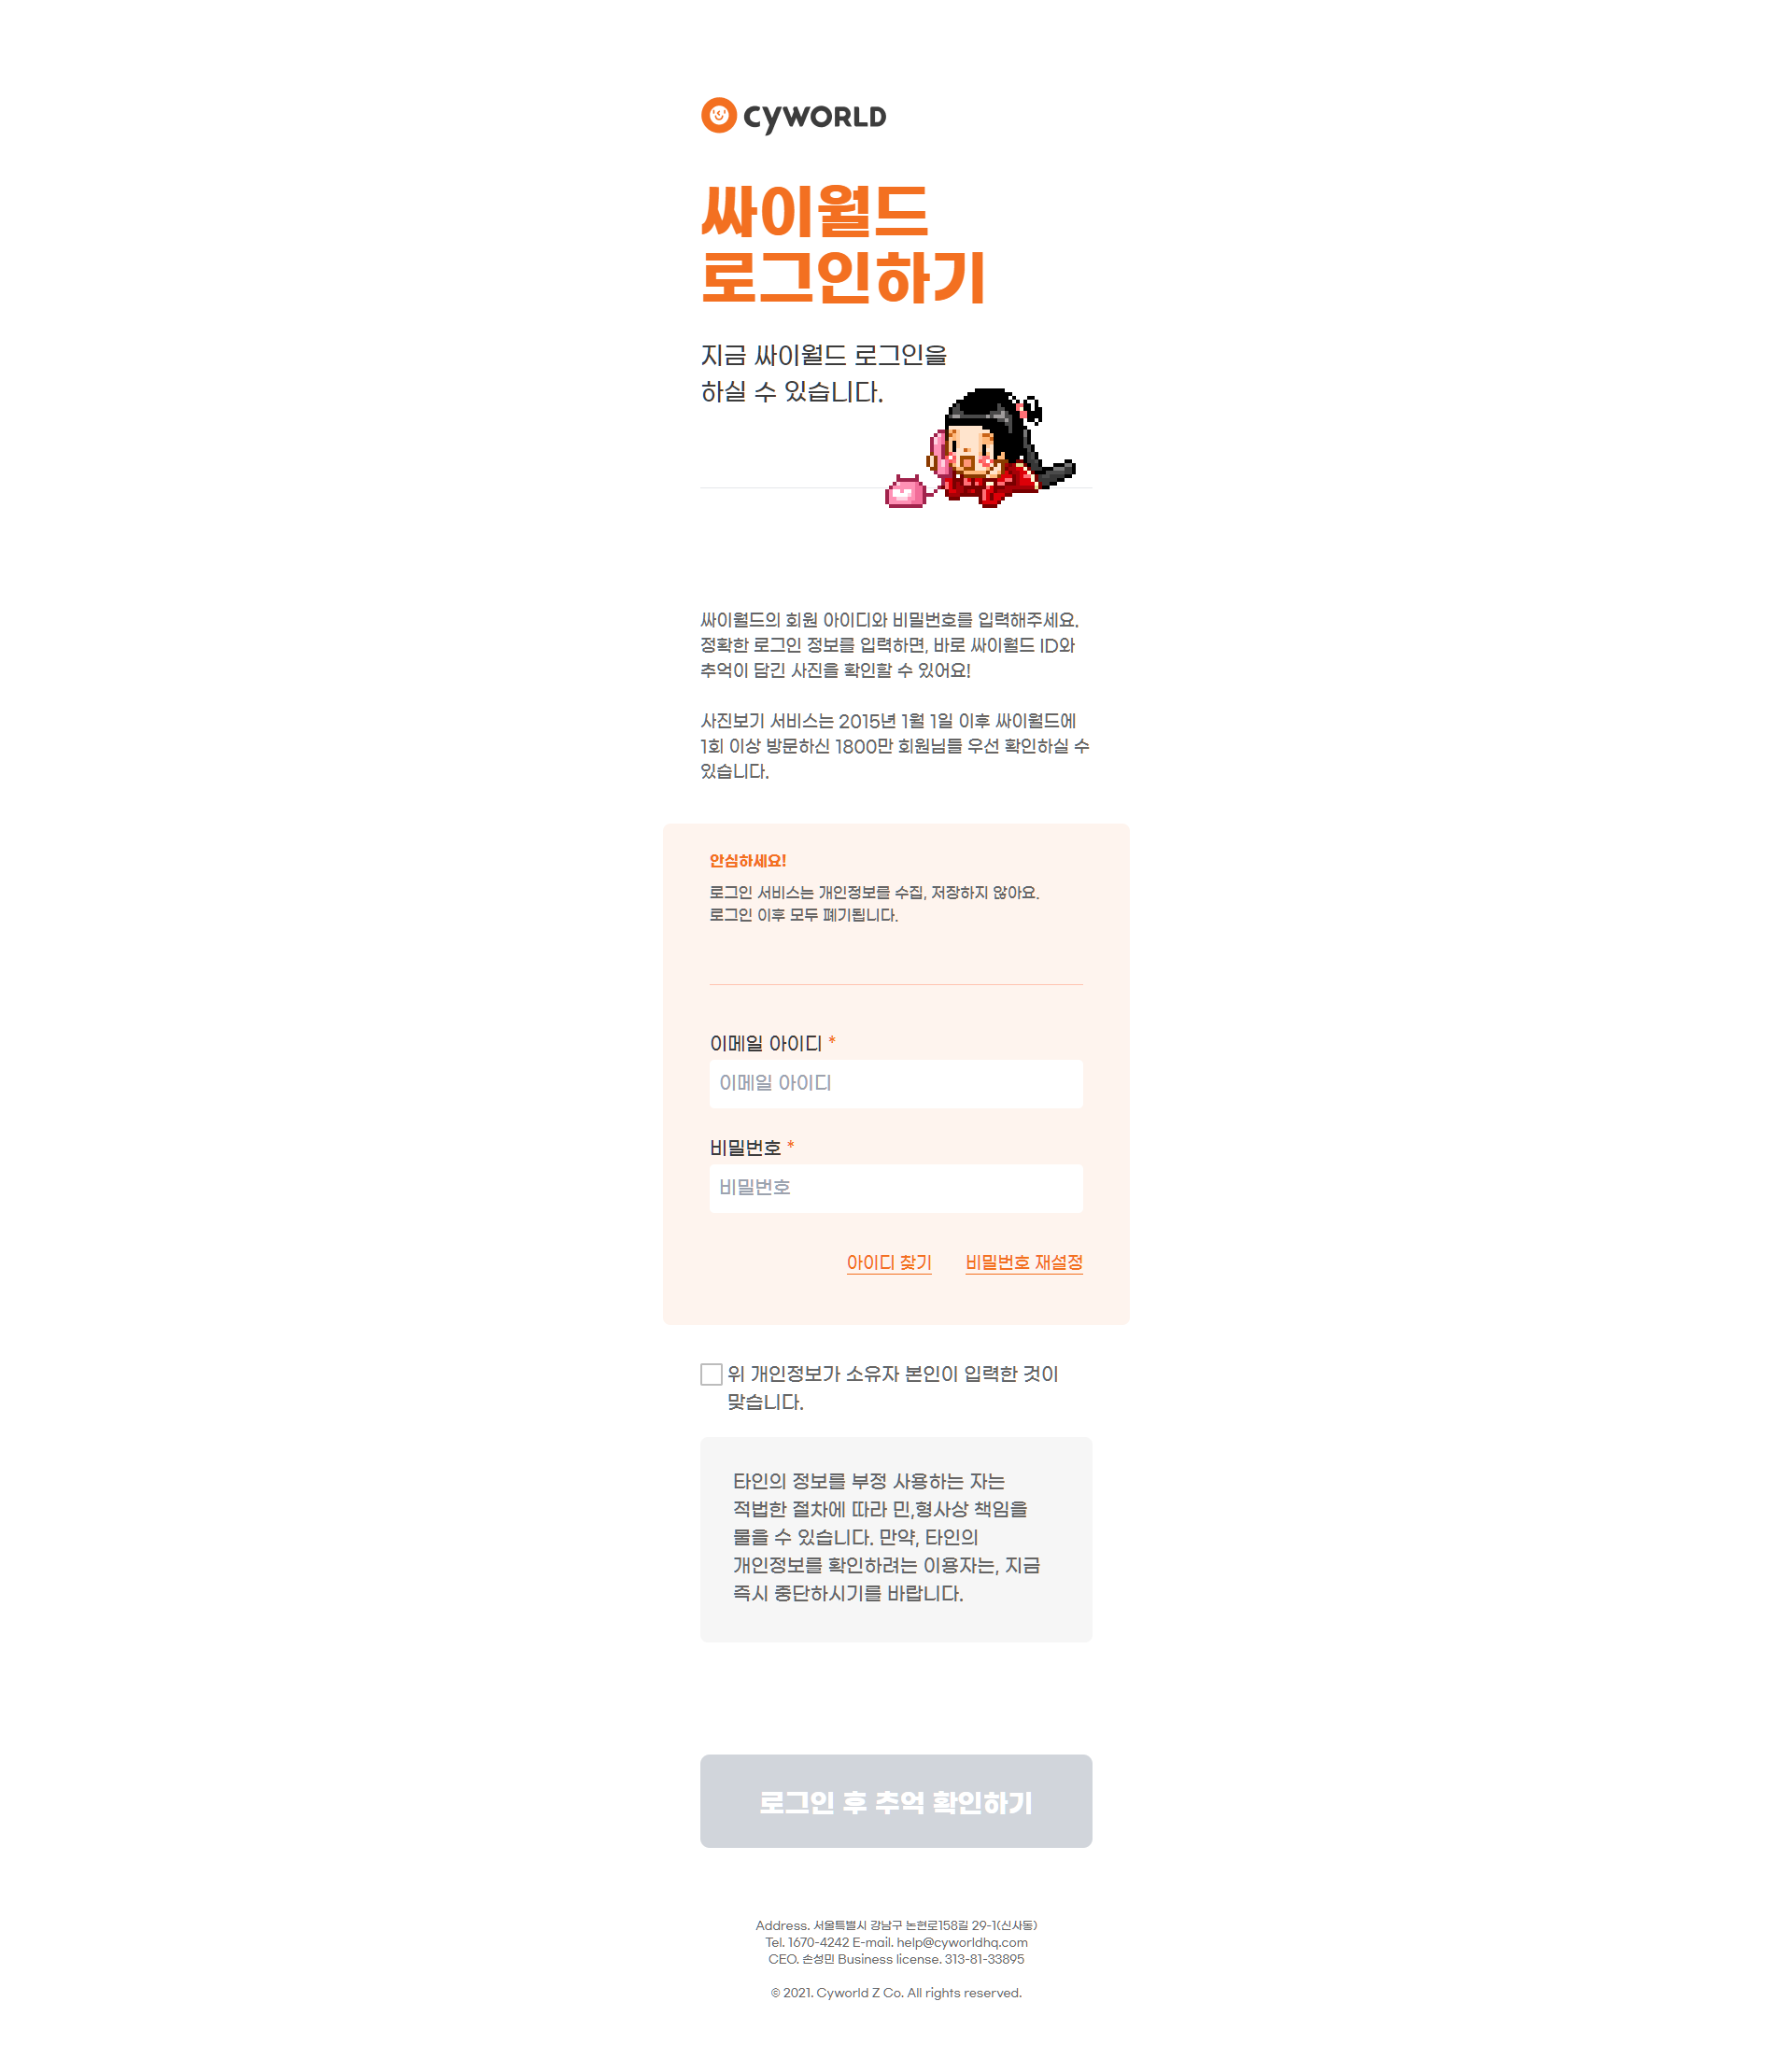 CYWORLD
싸이월드
로그인하기
지금 싸이월드 로그인을
하실 수 있습니다.
싸이월드의 회원 아이디와 비밀번호를 입력해주세요.
정확한 로그인 정보를 입력하면, 바로 싸이월드 ID와
추억이 담긴 사진을 확인할 수 있어요!
사진보기 서비스는 2015년 1월 1일 이후 싸이월드에
1회 이상 방문하신 1800만 회원님들 우선 확인하실 수
있습니다.
안심하세요!
로그인 서비스는 개인정보를 수집, 저장하지 않아요.
로그인 이후 모두 폐기됩니다.
이메일 아이디 *
이메일 아이디
비밀번호 *
비밀번호
아이디 찾기 비밀번호 재설정
위 개인정보가 소유자 본인이 입력한 것이
맞습니다.
타인의 정보를 부정 사용하는 자는
적법한 절차에 따라 민,형사상 책임을
물을 수 있습니다. 만약, 타인의
개인정보를 확인하려는 이용자는, 지금
즉시 중단하시기를 바랍니다.
로그인 후 추억 확인하기
Address. 서울특별시 강남구 논현로158길 29-1(신사동)
Tel. 1670-4242 E-mail. help@cyworldhq.com
CEO. 손성민 Business license. 313-81-33895
© 2021. Cyworld Z Co. All rights reserved.